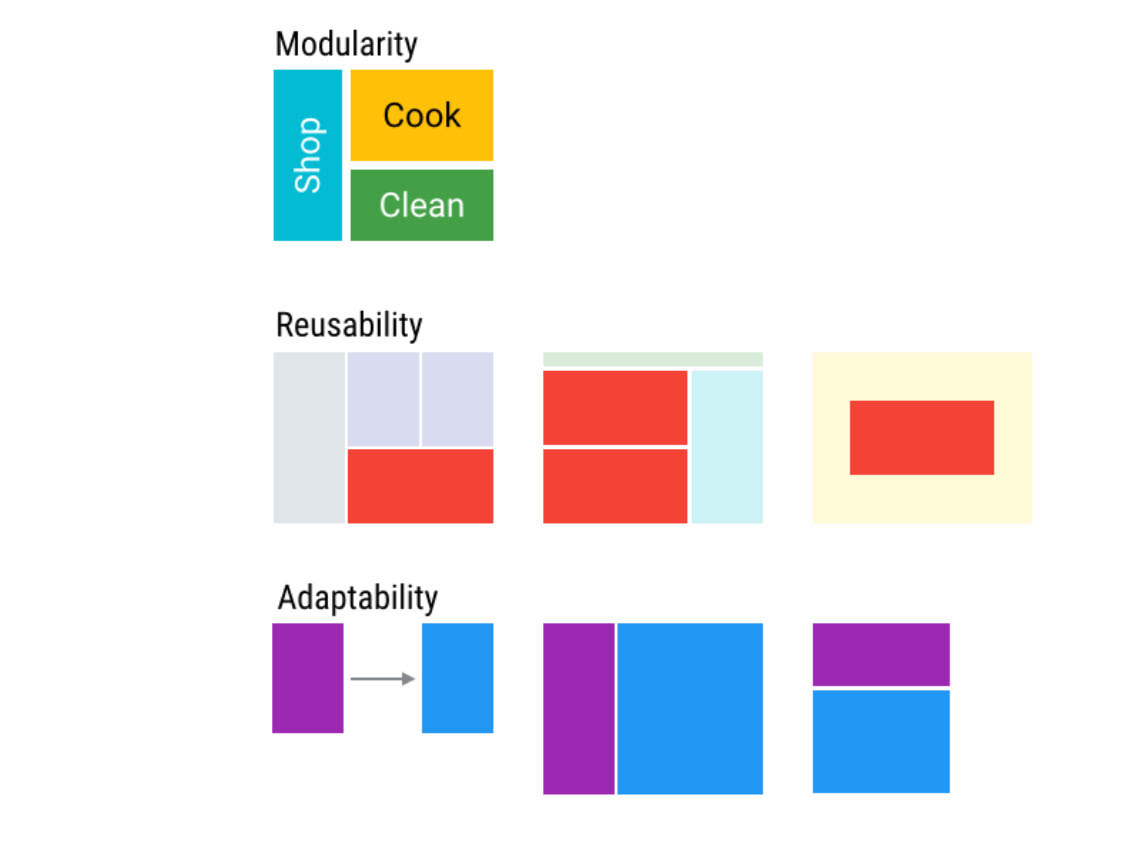 Modularity
Shop
Cook
Clean
Reusability
Adaptability